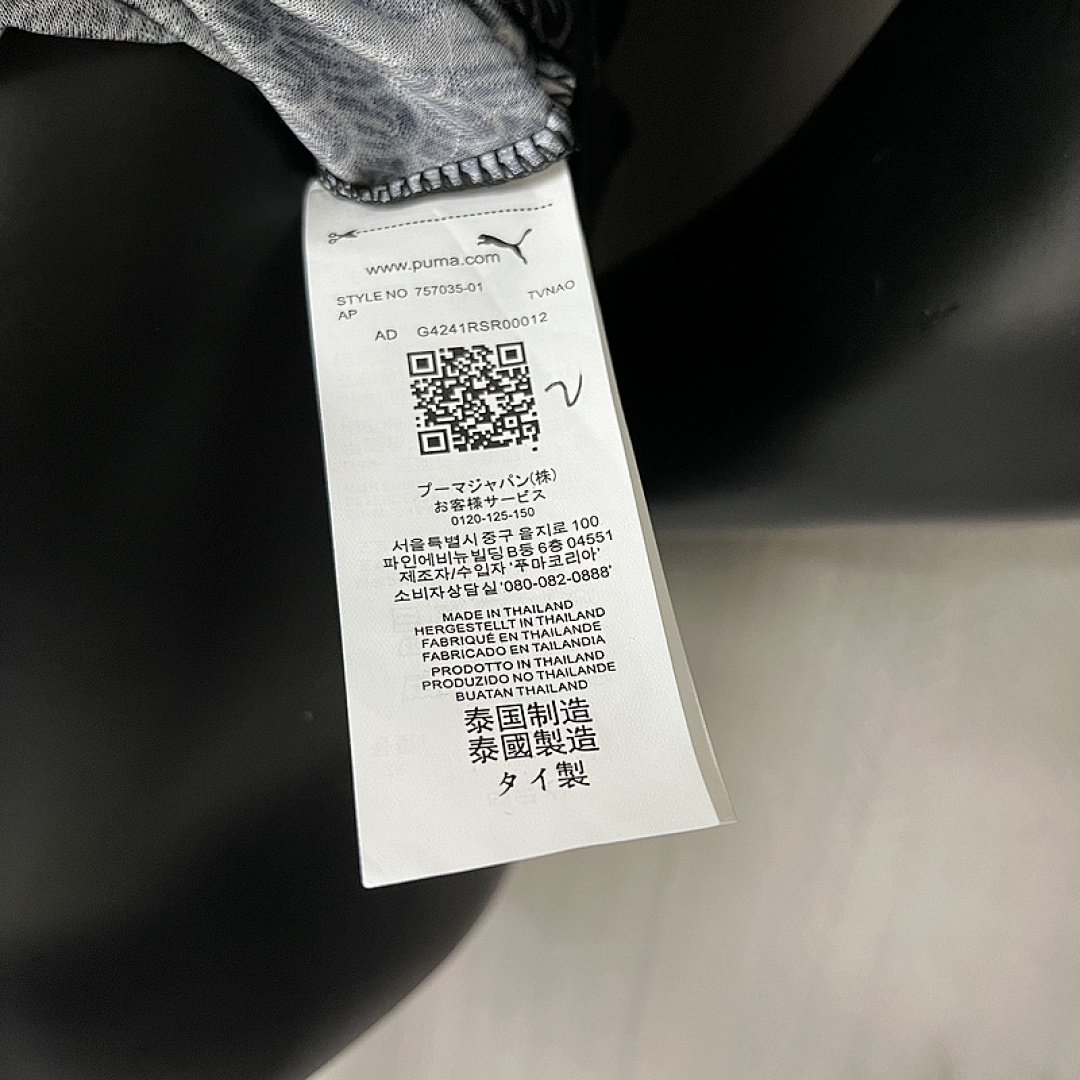 www.puma.com
STYLE NO 757035-01 TVNAO
AP
AD G4241RSR00012
プーマジャパン(株)
お客様サービス
0120-125-150
서울특별시 중구 을지로 100
파인에비뉴빌딩 B동 6층 04551
제조자/수입자 '푸마코리아'
소비자상담실 '080-082-0888'
MADE IN THAILAND
HERGESTELLT IN THAILAND
FABRIQUÉ EN THAILANDE
FABRICADO EN TAILANDIA
PRODOTTO IN THAILAND
PRODUZIDO NO THAILANDE
BUATAN THAILAND
泰国制造
泰國製造
タイ製